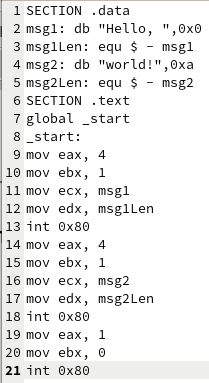 1 SECTION .data
2 msg1: db "Hello, ",0x0
3 msg1Len: equ $ - msg1
4 msg2: db "world!",0xa
5 msg2Len: equ $ - msg2
6 SECTION .text
7 global _start
8 _start:
9 mov eax, 4
10 mov ebx, 1
11 mov ecx, msg1
12 mov edx, msg1Len
13 int 0x80
14 mov eax, 4
15 mov ebx, 1
16 mov ecx, msg2
17 mov edx, msg2Len
18 int 0x80
19 mov eax, 1
20 mov ebx, 0
21 int 0x80